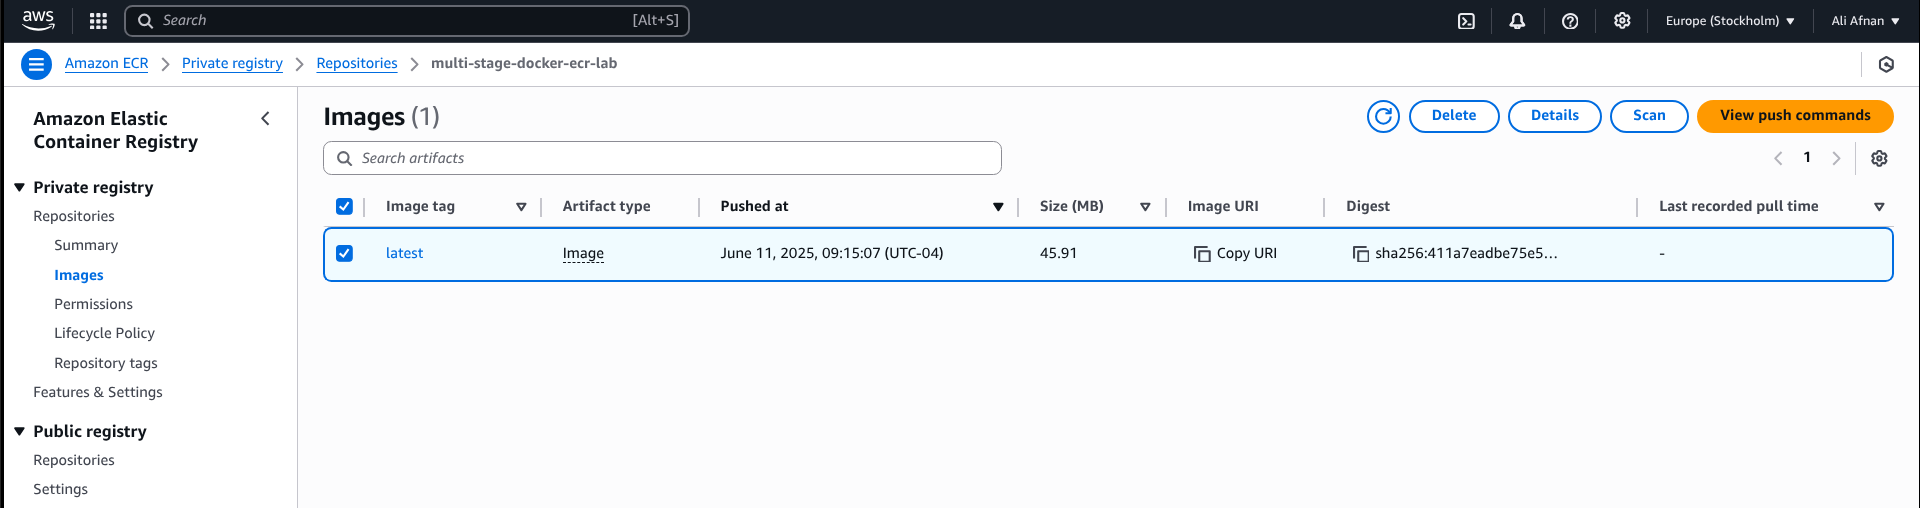 aws Search [Alt+S] Europe (Stockholm) Ali Afnan
Amazon ECR Private registry Repositories multi-stage-docker-ecr-lab
Amazon Elastic
Container Registry
Private registry
Repositories
Summary
Images
Permissions
Lifecycle Policy
Repository tags
Features & Settings
Public registry
Repositories
Settings
Images (1) Delete Details Scan View push commands
Search artifacts 1
Image tag Artifact type Pushed at Size (MB) Image URI Digest Last recorded pull time
latest Image June 11, 2025, 09:15:07 (UTC-04) 45.91 Copy URI sha256:411a7eadbe75e5... -